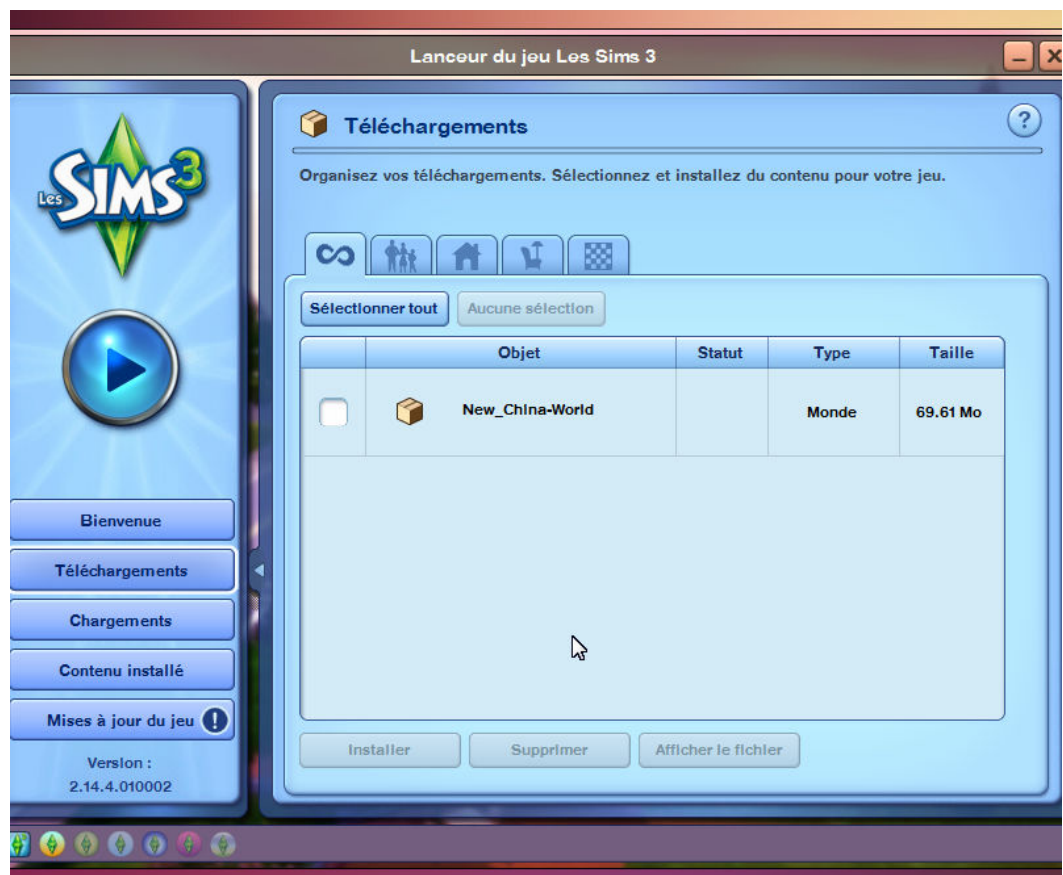 Lanceur du jeu Les Sims 3
Les SIMS 3
Bienvenue
Téléchargements
Chargements
Contenu installé
Mises à jour du jeu !
Version :
2.14.4.010002
Téléchargements
?
Organisez vos téléchargements. Sélectionnez et installez du contenu pour votre jeu.
Sélectionner tout Aucune sélection
Objet Statut Type Taille
New_China-World Monde 69.61 Mo
Installer Supprimer Afficher le fichier